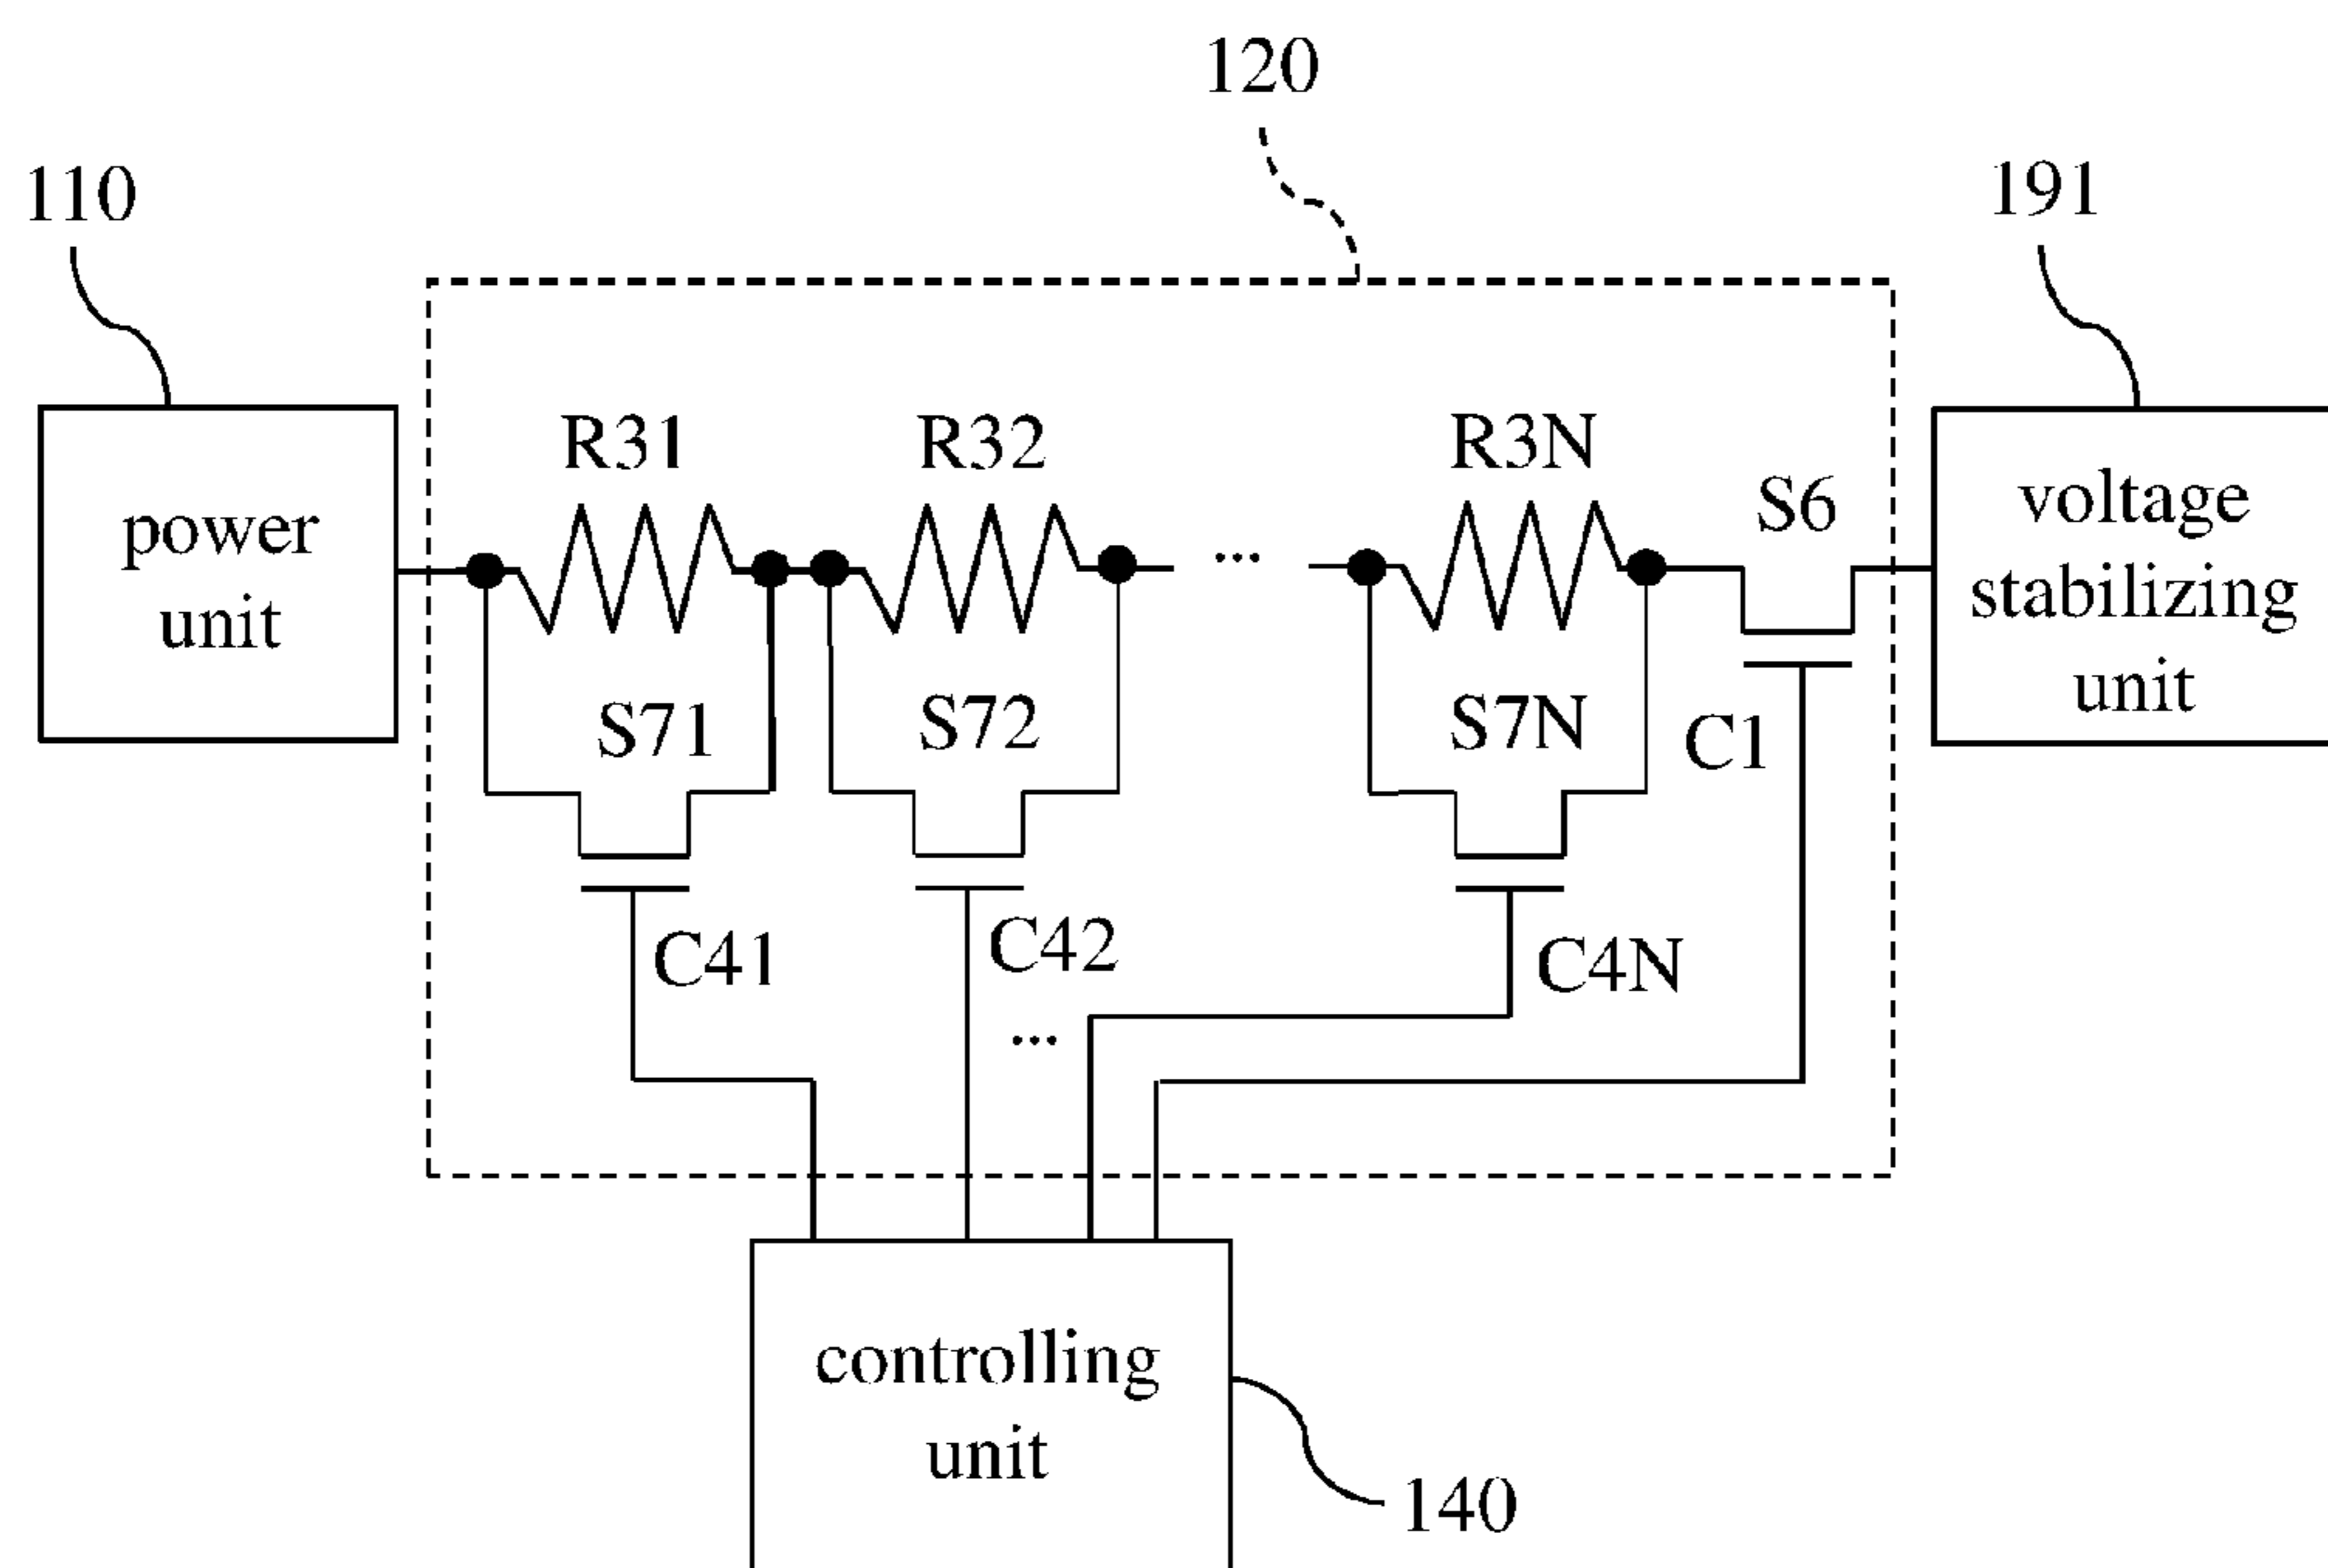 120
110
191
R31
R32
R3N
S6
power
unit
voltage
stabilizing
unit
...
S71
S72
S7N
C1
C41
C42
C4N
...
controlling
unit
140